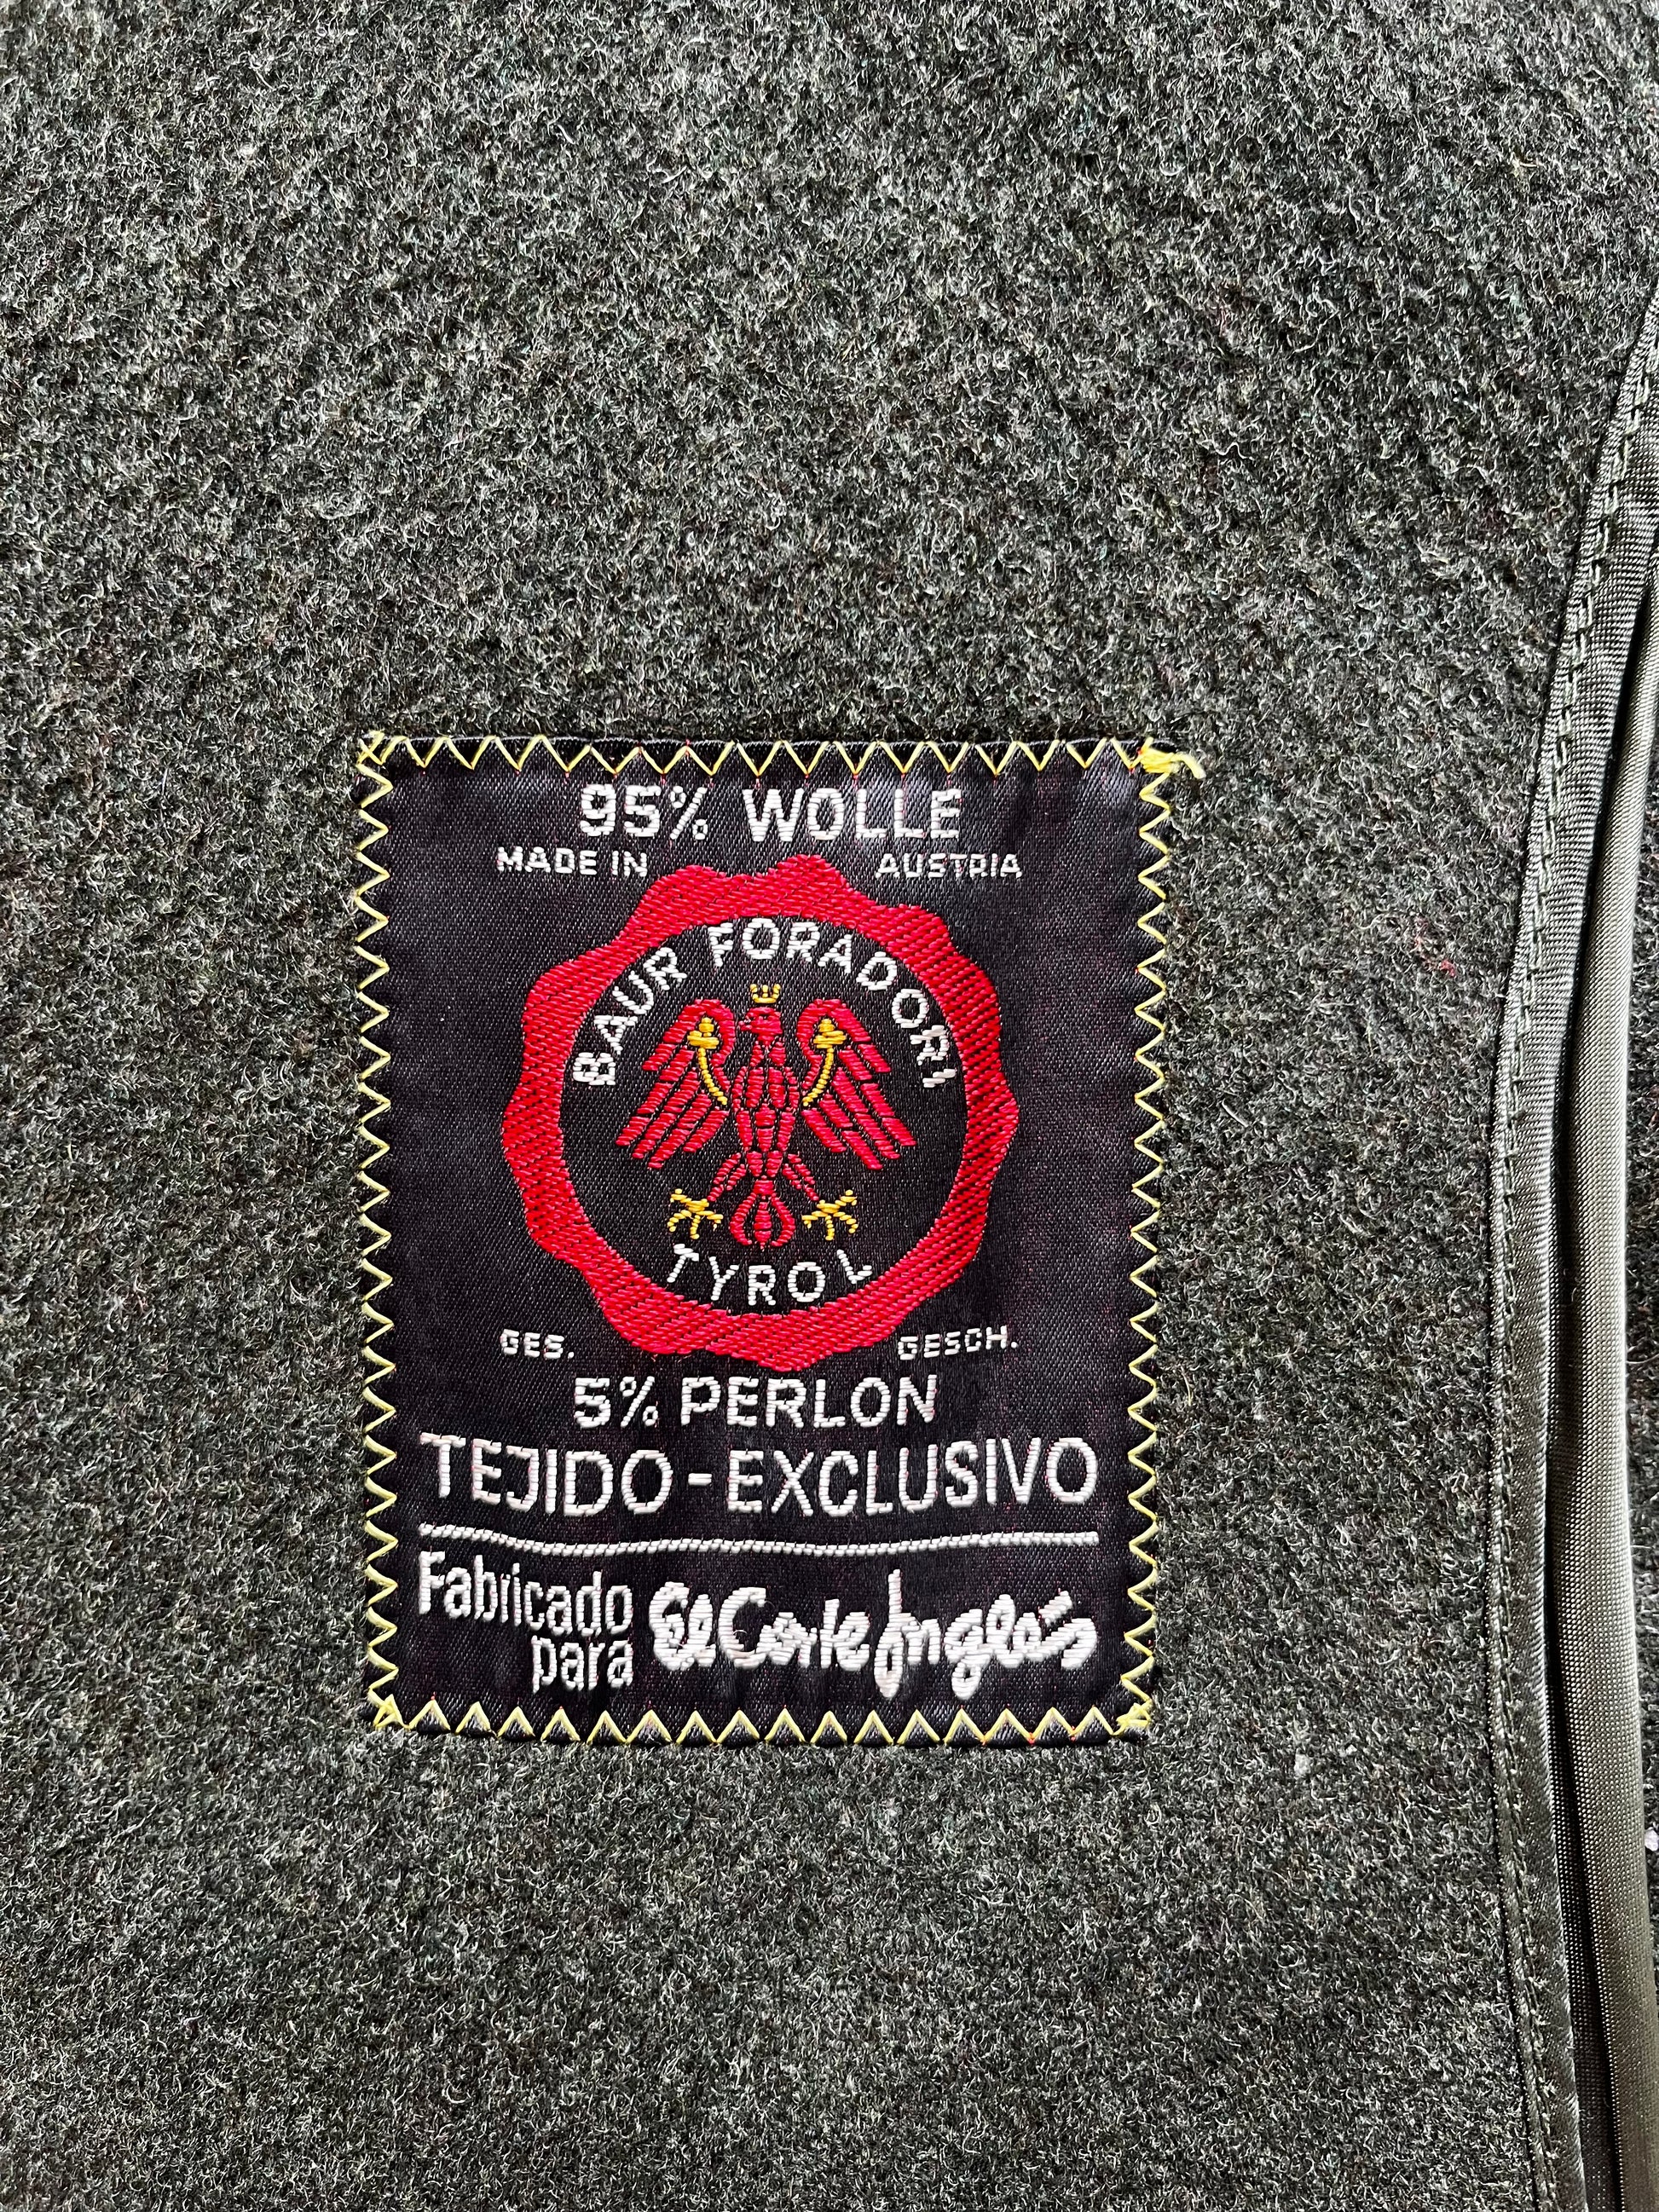 95% WOLLE
MADE IN AUSTRIA
BAUR FORADORI
TYROL
GES. GESCH.
5% PERLON
TEJIDO-EXCLUSIVO
Fabricado
para El Corte Inglés